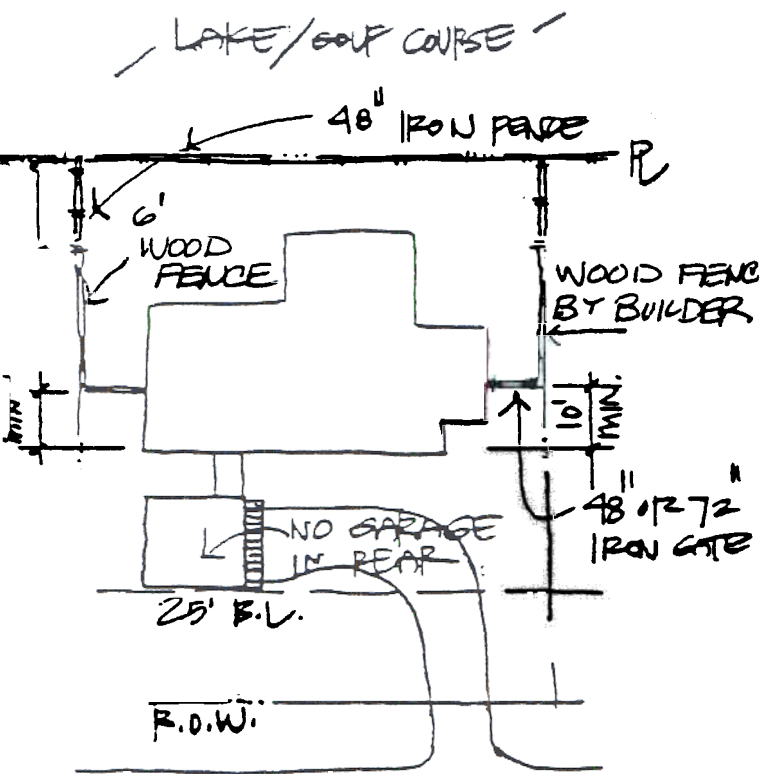 LAKE/GOLF COURSE
48" IRON FENCE
PL
6'
WOOD
FENCE
WOOD FENC
BY BUILDER
10'
MIN
48" OR 72"
IRON GATE
NO GARAGE
IN REAR
25' B.L.
R.O.W.